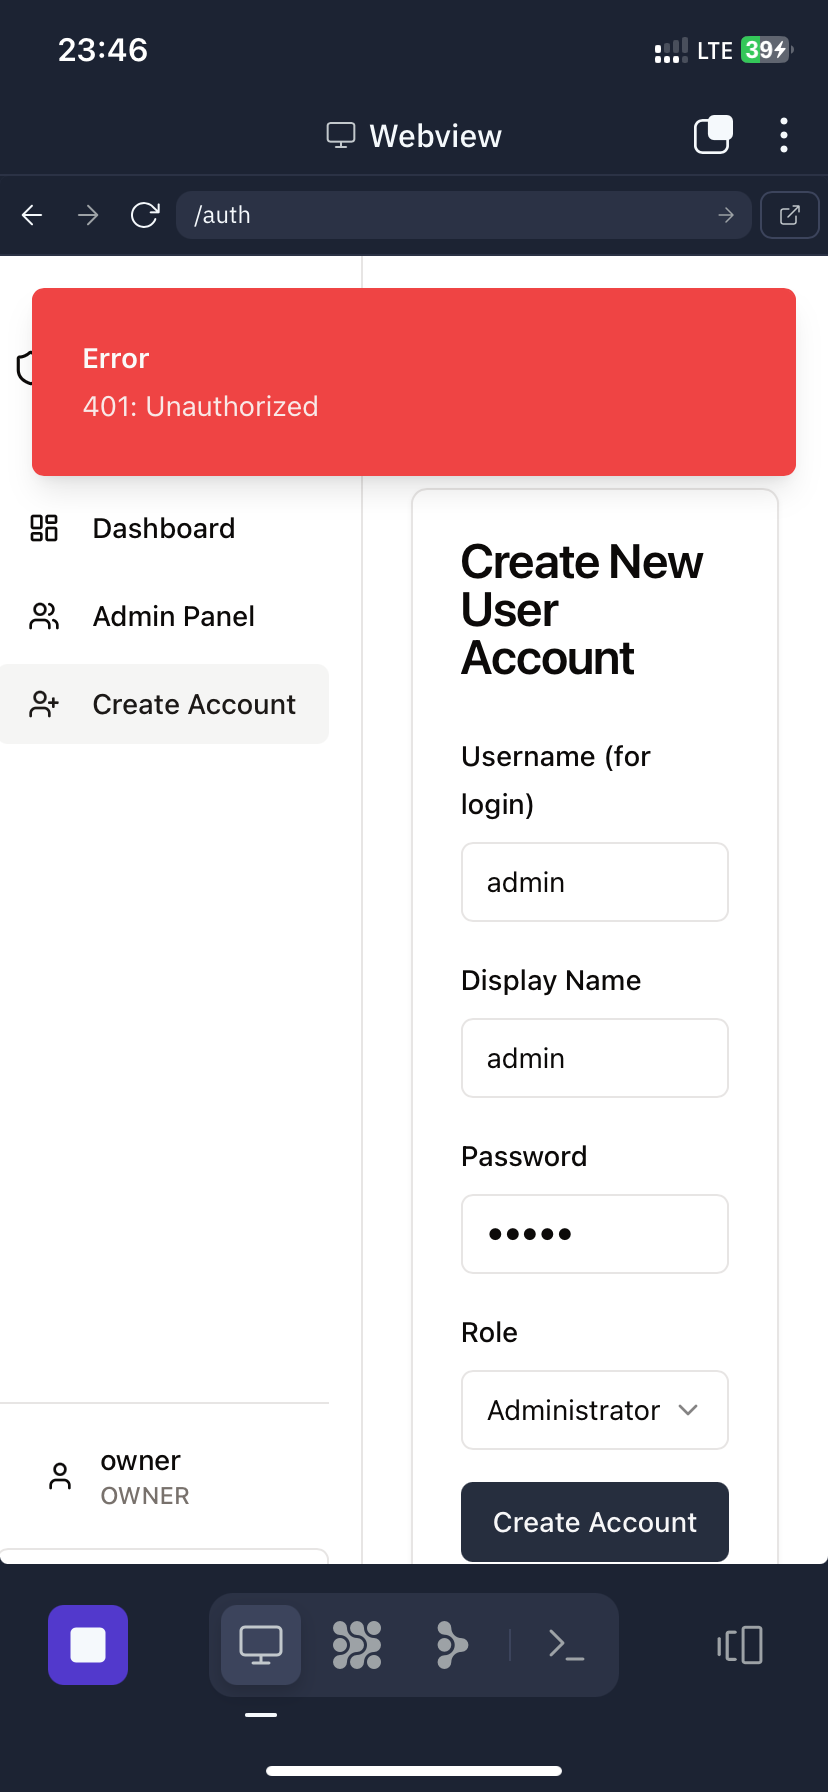 23:46
LTE
39
Webview
/auth
Error
401: Unauthorized
Dashboard
Admin Panel
Create Account
Create New
User
Account
Username (for
login)
admin
Display Name
admin
Password
•••••
Role
Administrator
Create Account
owner
OWNER